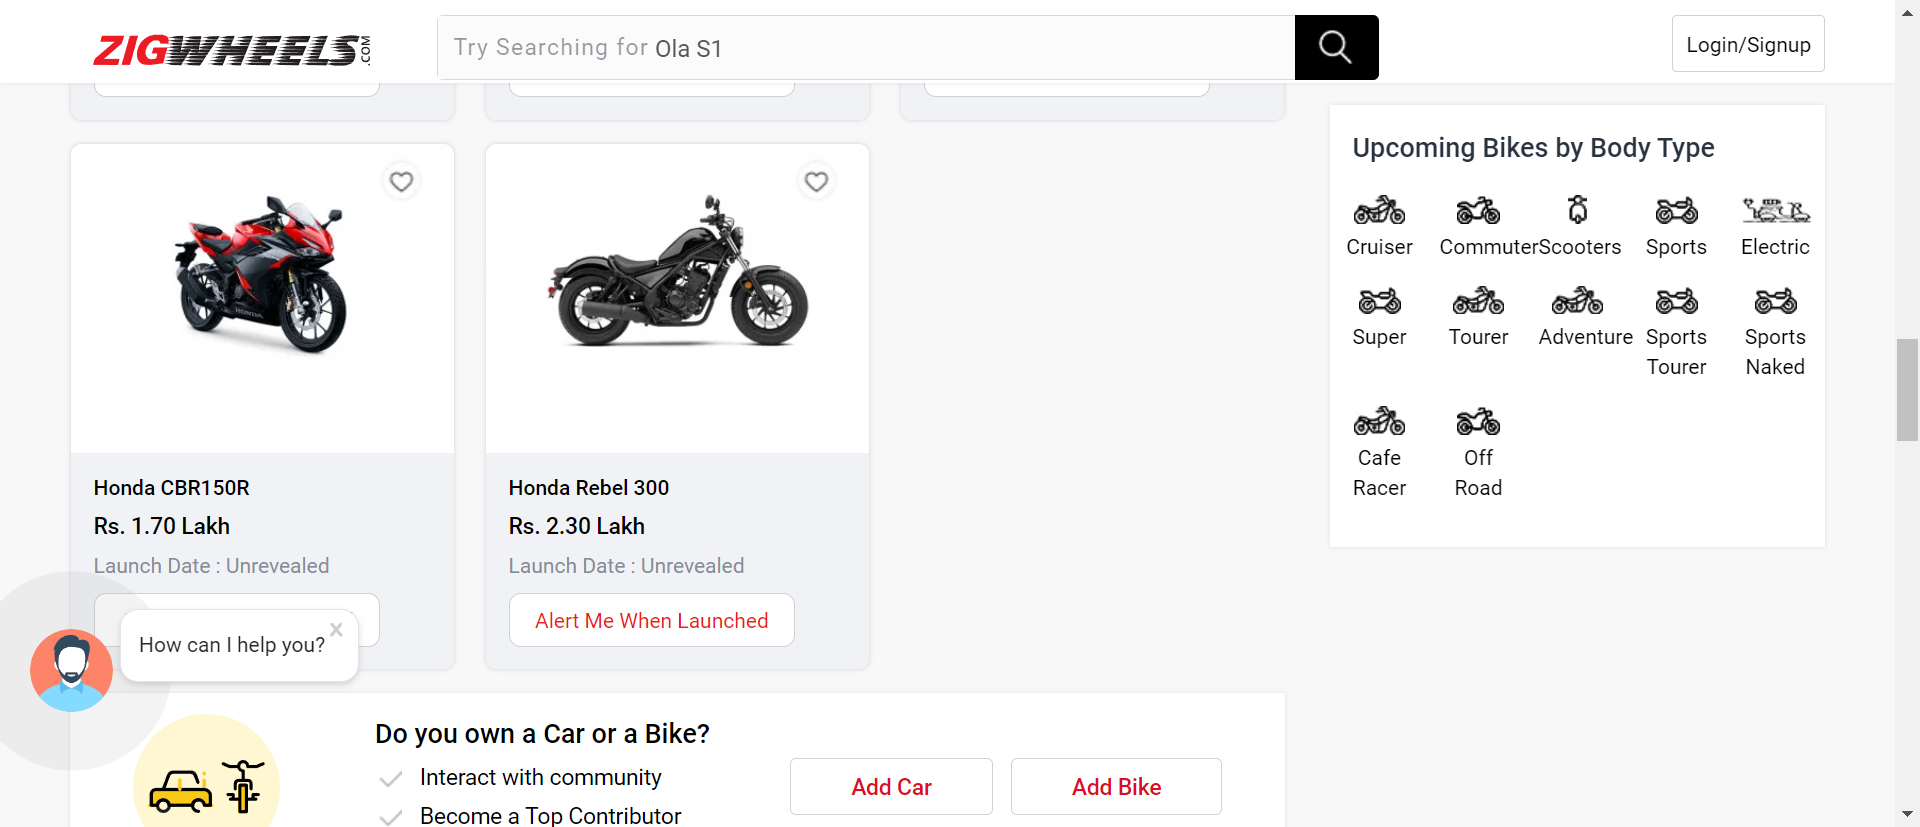 ZIGWHEELS.COM
Try Searching for Ola S1
Login/Signup
Honda CBR150R
Rs. 1.70 Lakh
Launch Date : Unrevealed
Honda Rebel 300
Rs. 2.30 Lakh
Launch Date : Unrevealed
Alert Me When Launched
How can I help you?
Do you own a Car or a Bike?
Interact with community
Become a Top Contributor
Add Car
Add Bike
Upcoming Bikes by Body Type
Cruiser
Commuter
Scooters
Sports
Electric
Super
Tourer
Adventure
Sports
Tourer
Sports
Naked
Cafe
Racer
Off
Road